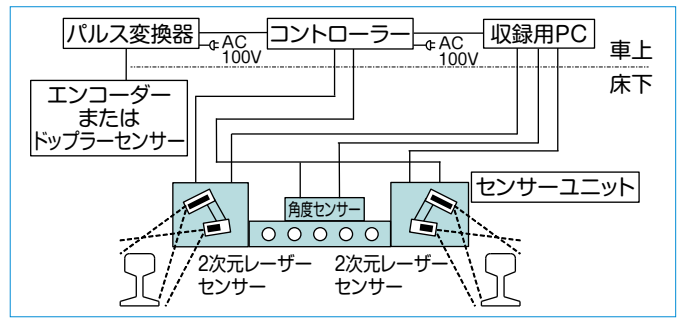 パルス変換器
AC
100V
コントローラー
AC
100V
収録用PC
車上
床下
エンコーダー
または
ドップラーセンサー
センサーユニット
角度センサー
2次元レーザー
センサー
2次元レーザー
センサー